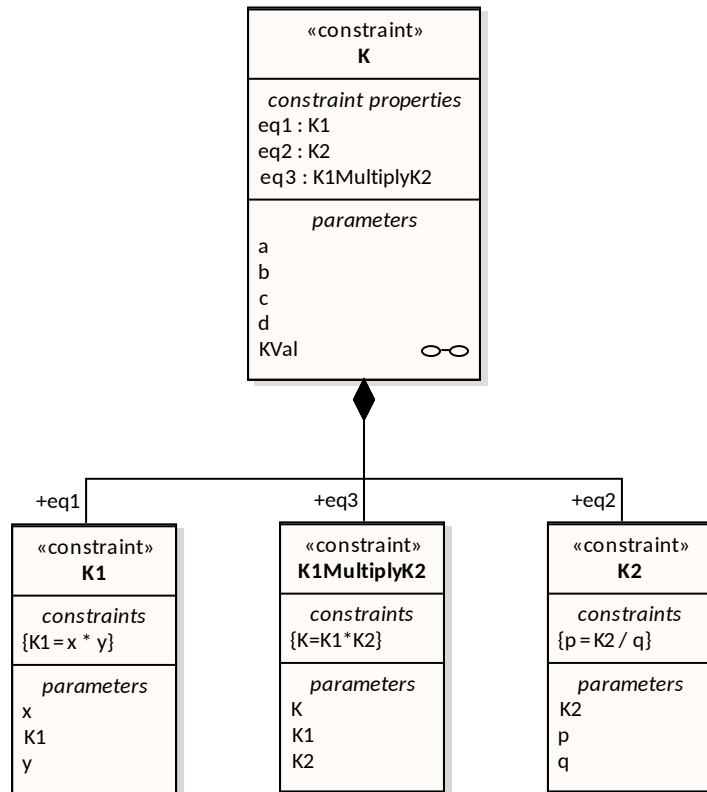 «constraint»
K
constraint properties
eq1 : K1
eq2 : K2
eq3 : K1MultiplyK2
parameters
a
b
c
d
KVal
+eq1
+eq3
+eq2
«constraint»
K1
constraints
{K1=x * y}
parameters
x
K1
y
«constraint»
K1MultiplyK2
constraints
{K=K1*K2}
parameters
K
K1
K2
«constraint»
K2
constraints
{p=K2 / q}
parameters
K2
p
q